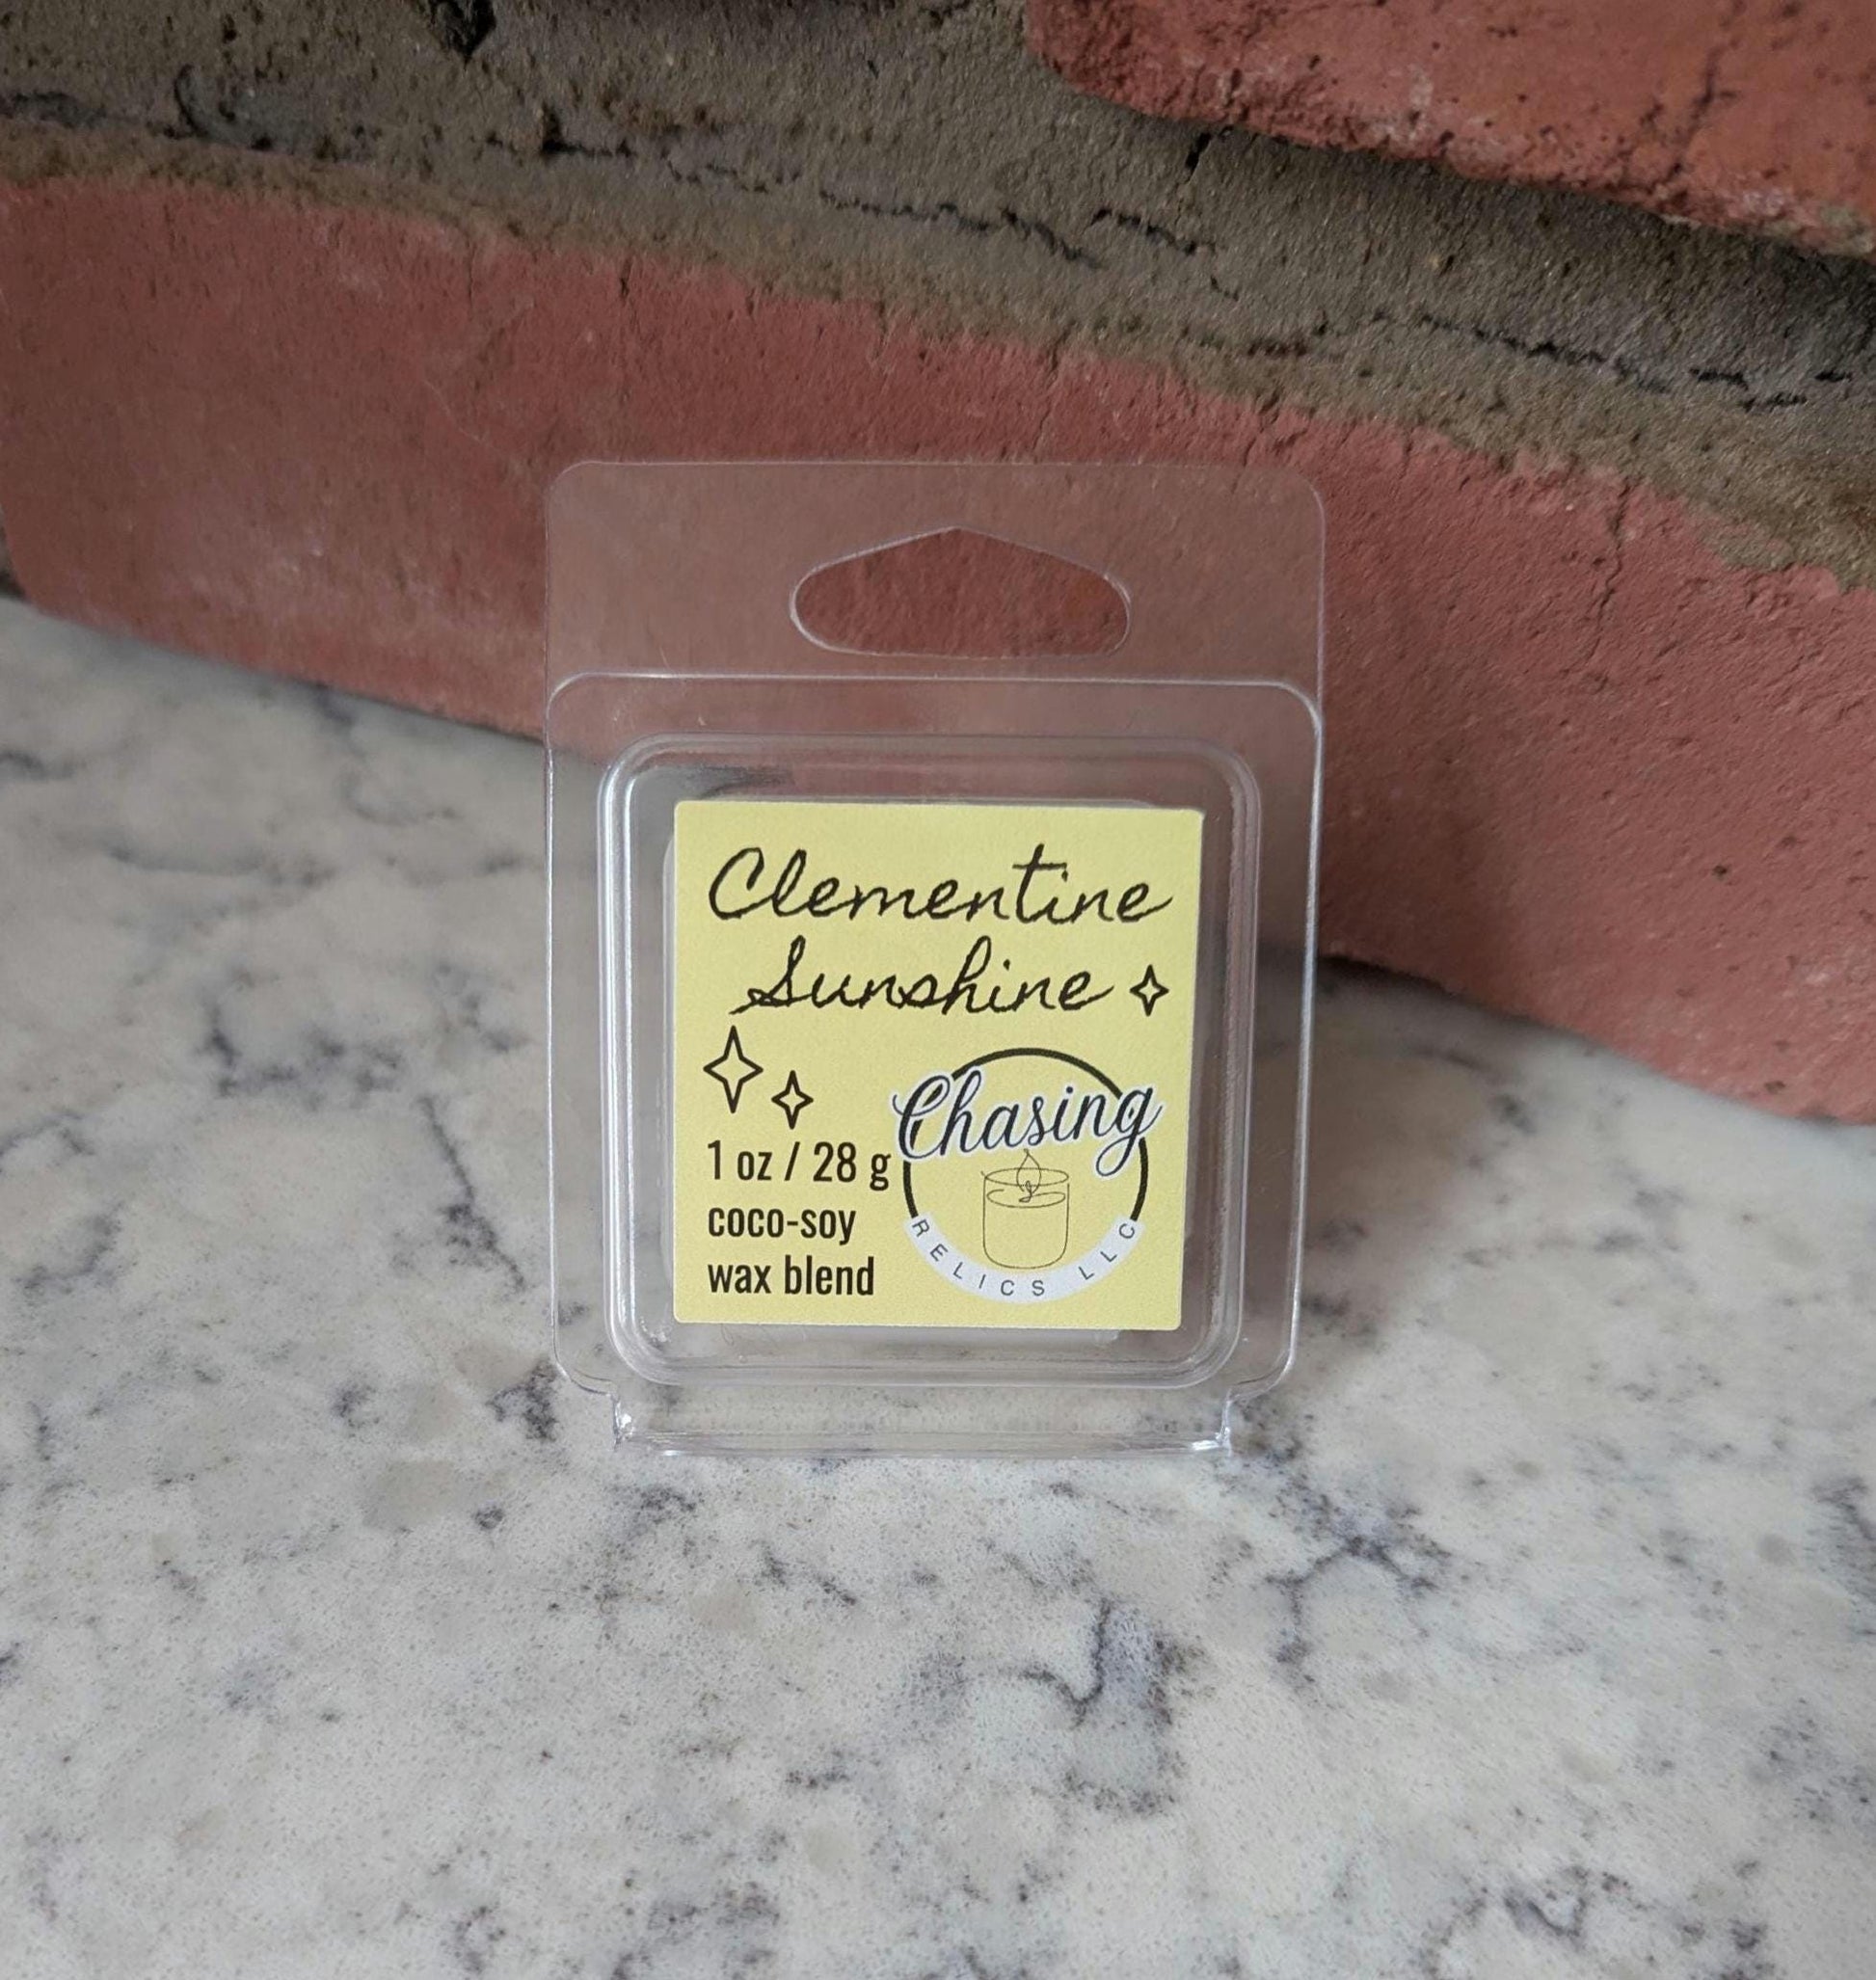 Clementine
Sunshine
1 oz / 28 g
coco-soy
wax blend
Chasing
RELICS LLC